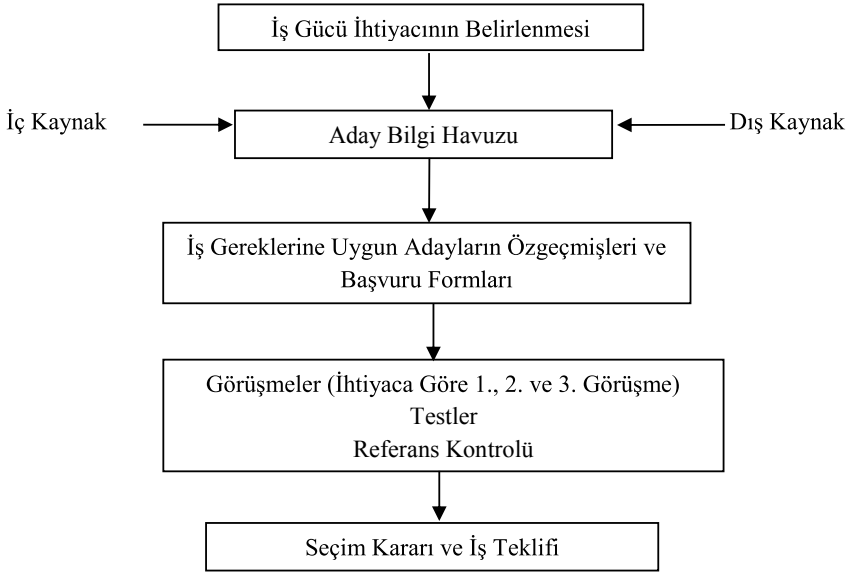 İş Gücü İhtiyacının Belirlenmesi
İç Kaynak
Aday Bilgi Havuzu
Dış Kaynak
İş Gereklerine Uygun Adayların Özgeçmişleri ve
Başvuru Formları
Görüşmeler (İhtiyaca Göre 1., 2. ve 3. Görüşme)
Testler
Referans Kontrolü
Seçim Kararı ve İş Teklifi